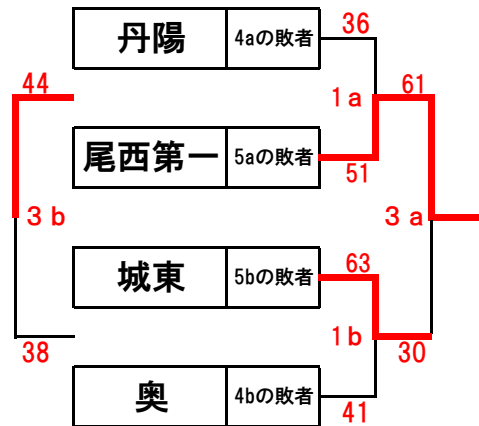 丹陽 4aの敗者 36
44 1a 61
尾西第一 5aの敗者 51
3b 3a
城東 5bの敗者 63
38 1b 30
奥 4bの敗者 41